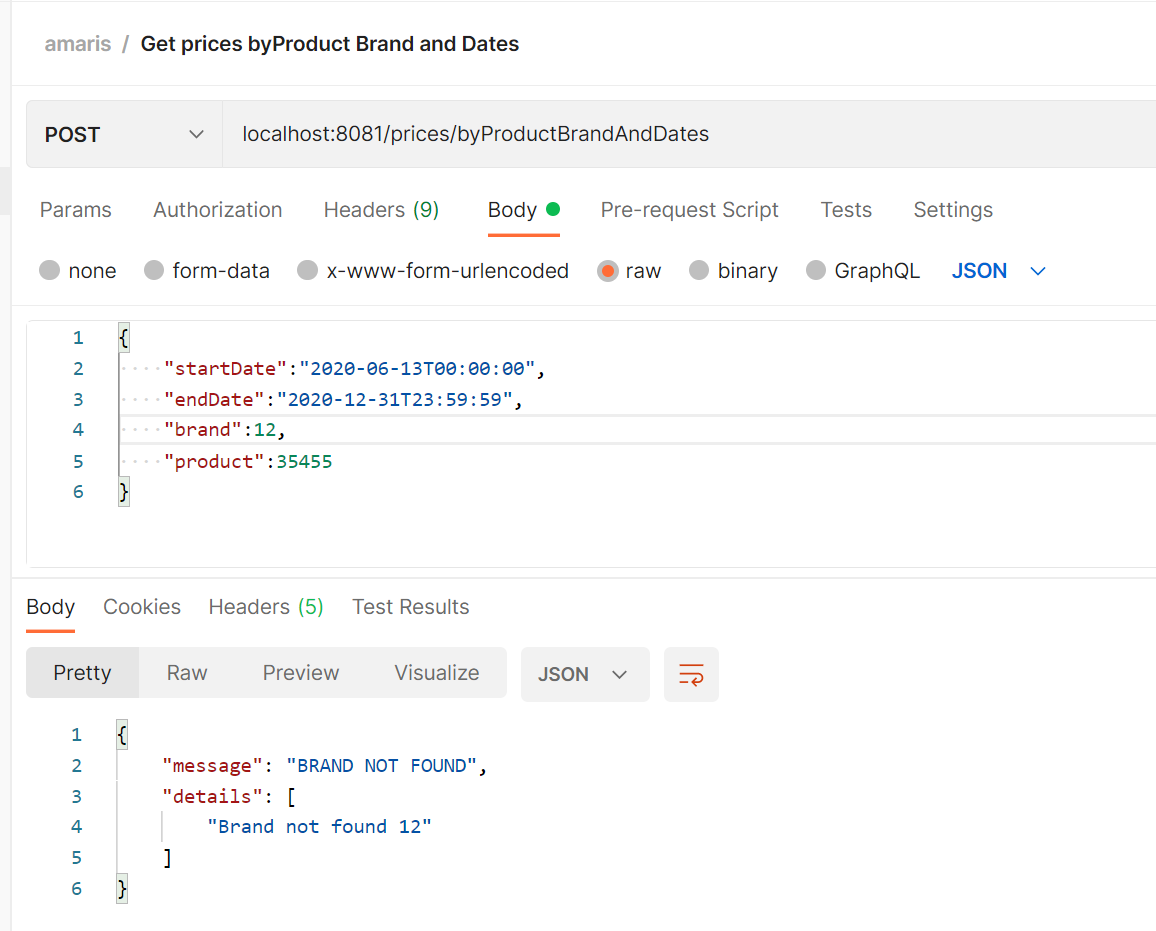 amaris / Get prices byProduct Brand and Dates
POST localhost:8081/prices/byProductBrandAndDates
Params Authorization Headers (9) Body Pre-request Script Tests Settings
none form-data x-www-form-urlencoded raw binary GraphQL JSON
1 {
2 "startDate":"2020-06-13T00:00:00",
3 "endDate":"2020-12-31T23:59:59",
4 "brand":12,
5 "product":35455
6 }
Body Cookies Headers (5) Test Results
Pretty Raw Preview Visualize JSON
1 {
2 "message": "BRAND NOT FOUND",
3 "details": [
4 "Brand not found 12"
5 ]
6 }